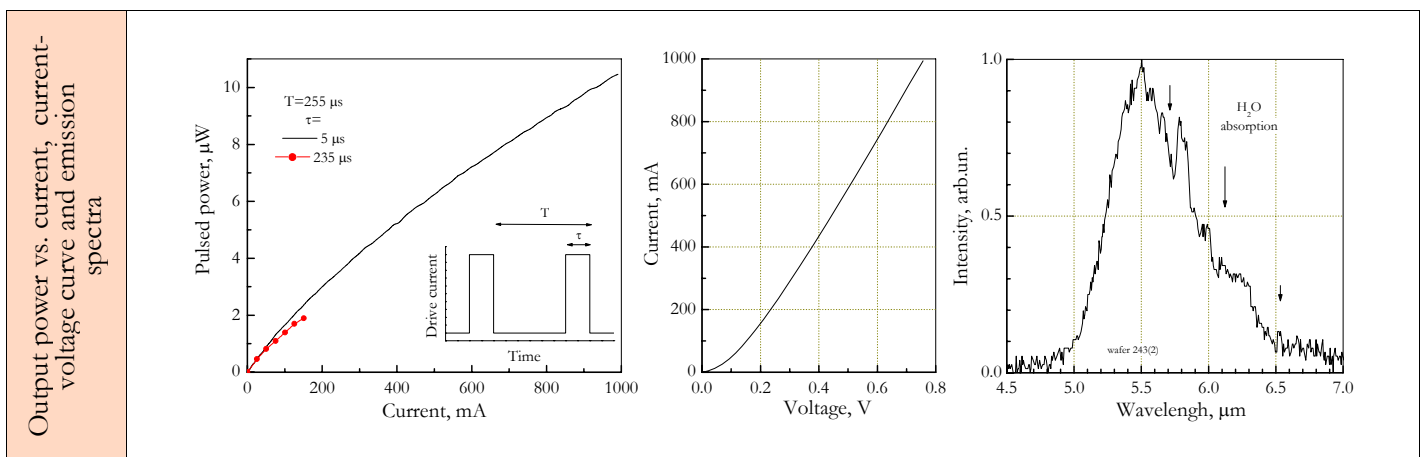 Output power vs. current, current-
voltage curve and emission
spectra
Pulsed power, μW
10
8
6
4
2
0
T=255 μs
τ=
5 μs
235 μs
T
τ
Drive current
Time
0
200
400
600
800
1000
Current, mA
Current, mA
1000
800
600
400
200
0
0.0
0.2
0.4
0.6
0.8
Voltage, V
Intensity, arb.un.
1.0
0.5
0.0
H2O
absorption
wafer 243(2)
4.5
5.0
5.5
6.0
6.5
7.0
Wavelengh, μm